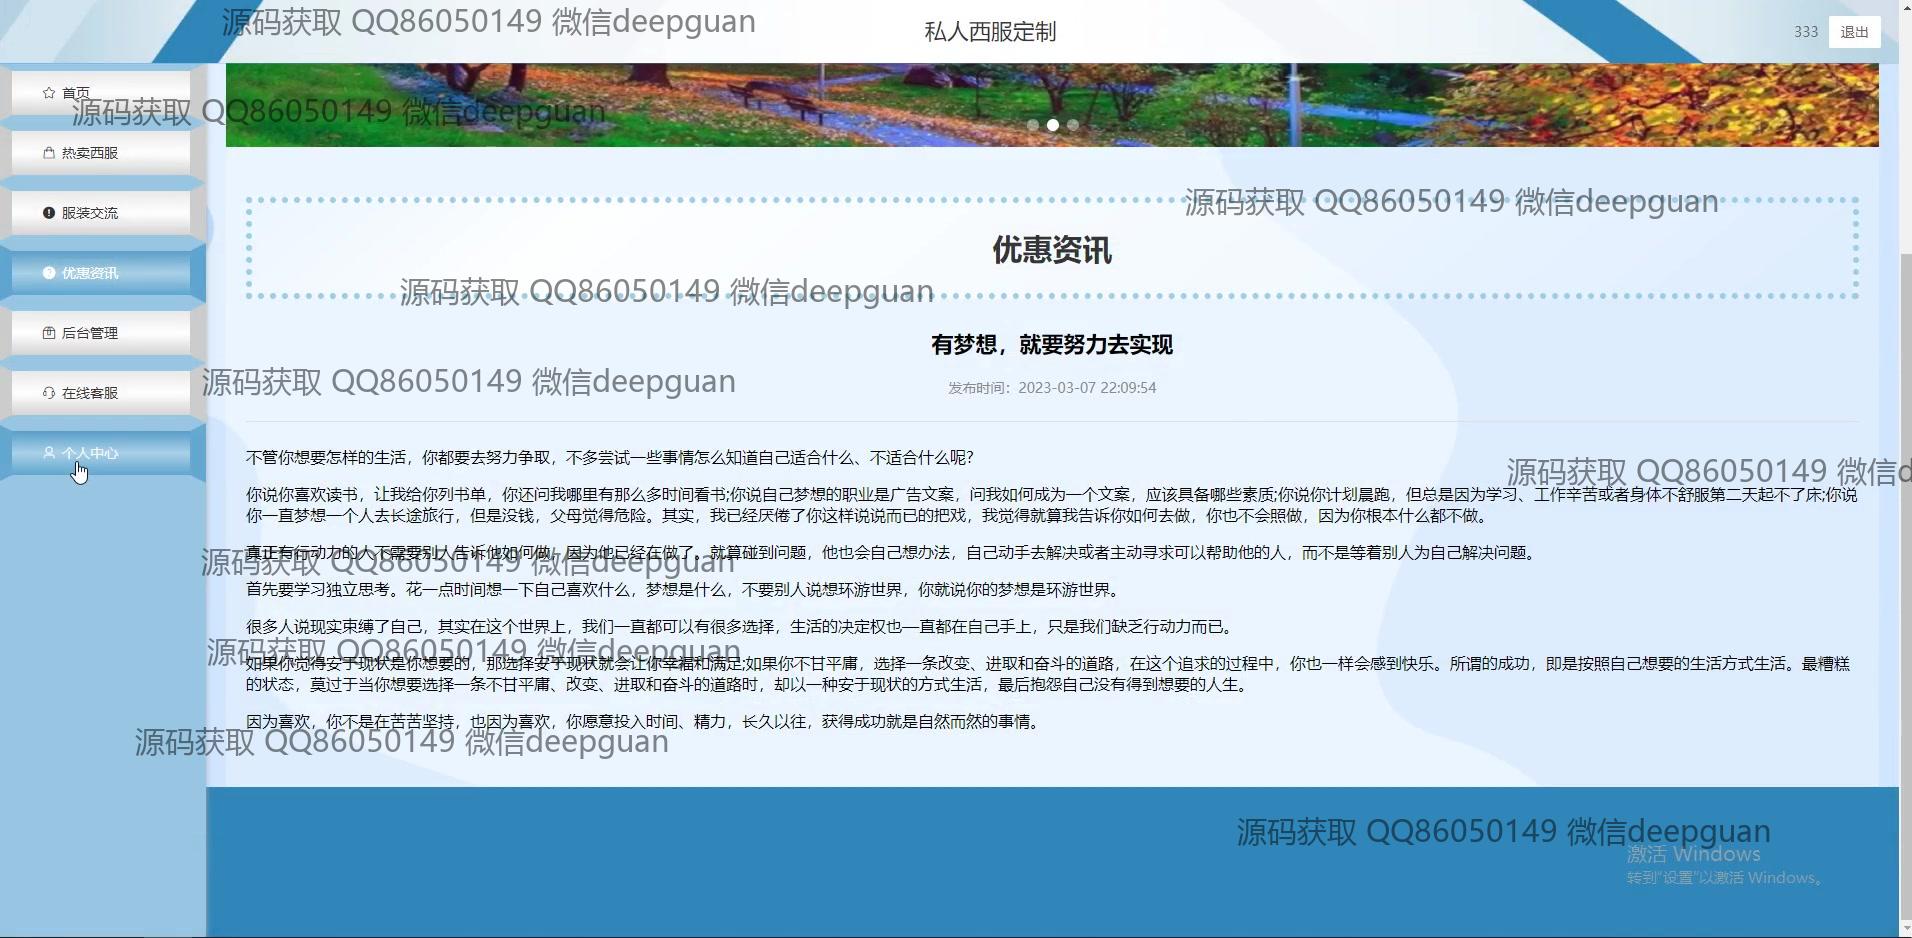 源码获取 QQ86050149 微信deepguan
私人西服定制
333
退出
首页
源码获取 QQ86050149 微信deepguan
热卖西服
服装交流
源码获取 QQ86050149 微信deepguan
优惠资讯
优惠资讯
源码获取 QQ86050149 微信deepguan
后台管理
有梦想，就要努力去实现
在线客服
源码获取 QQ86050149 微信deepguan
发布时间：2023-03-07 22:09:54
个人中心
不管你想要怎样的生活，你都要去努力争取，不多尝试一些事情怎么知道自己适合什么、不适合什么呢?
源码获取 QQ86050149 微信d
你说你喜欢读书，让我给你列书单，你还问我哪里有那么多时间看书;你说自己梦想的职业是广告文案，问我如何成为一个文案，应该具备哪些素质;你说你计划晨跑，但总是因为学习、工作辛苦或者身体不舒服第二天起不了床;你说
你一直梦想一个人去长途旅行，但是没钱，父母觉得危险。其实，我已经厌倦了你这样说说而已的把戏，我觉得就算我告诉你如何去做，你也不会照做，因为你根本什么都不做。
真正有行动力的人不需要别人告诉他如何做，因为他已经在做了。就算碰到问题，他也会自己想办法，自己动手去解决或者主动寻求可以帮助他的人，而不是等着别人为自己解决问题。
源码获取 QQ86050149 微信deepguan
首先要学习独立思考。花一点时间想一下自己喜欢什么，梦想是什么，不要别人说想环游世界，你就说你的梦想是环游世界。
很多人说现实束缚了自己，其实在这个世界上，我们一直都可以有很多选择，生活的决定权也—直都在自己手上，只是我们缺乏行动力而已。
源码获取 QQ86050149 微信deepguan
如果你觉得安于现状是你想要的，那选择安于现状就会让你幸福和满足;如果你不甘平庸，选择一条改变、进取和奋斗的道路，在这个追求的过程中，你也一样会感到快乐。所谓的成功，即是按照自己想要的生活方式生活。最糟糕
的状态，莫过于当你想要选择一条不甘平庸、改变、进取和奋斗的道路时，却以一种安于现状的方式生活，最后抱怨自己没有得到想要的人生。
因为喜欢，你不是在苦苦坚持，也因为喜欢，你愿意投入时间、精力，长久以往，获得成功就是自然而然的事情。
源码获取 QQ86050149 微信deepguan
源码获取 QQ86050149 微信deepguan
激活 Windows
转到"设置"以激活 Windows。